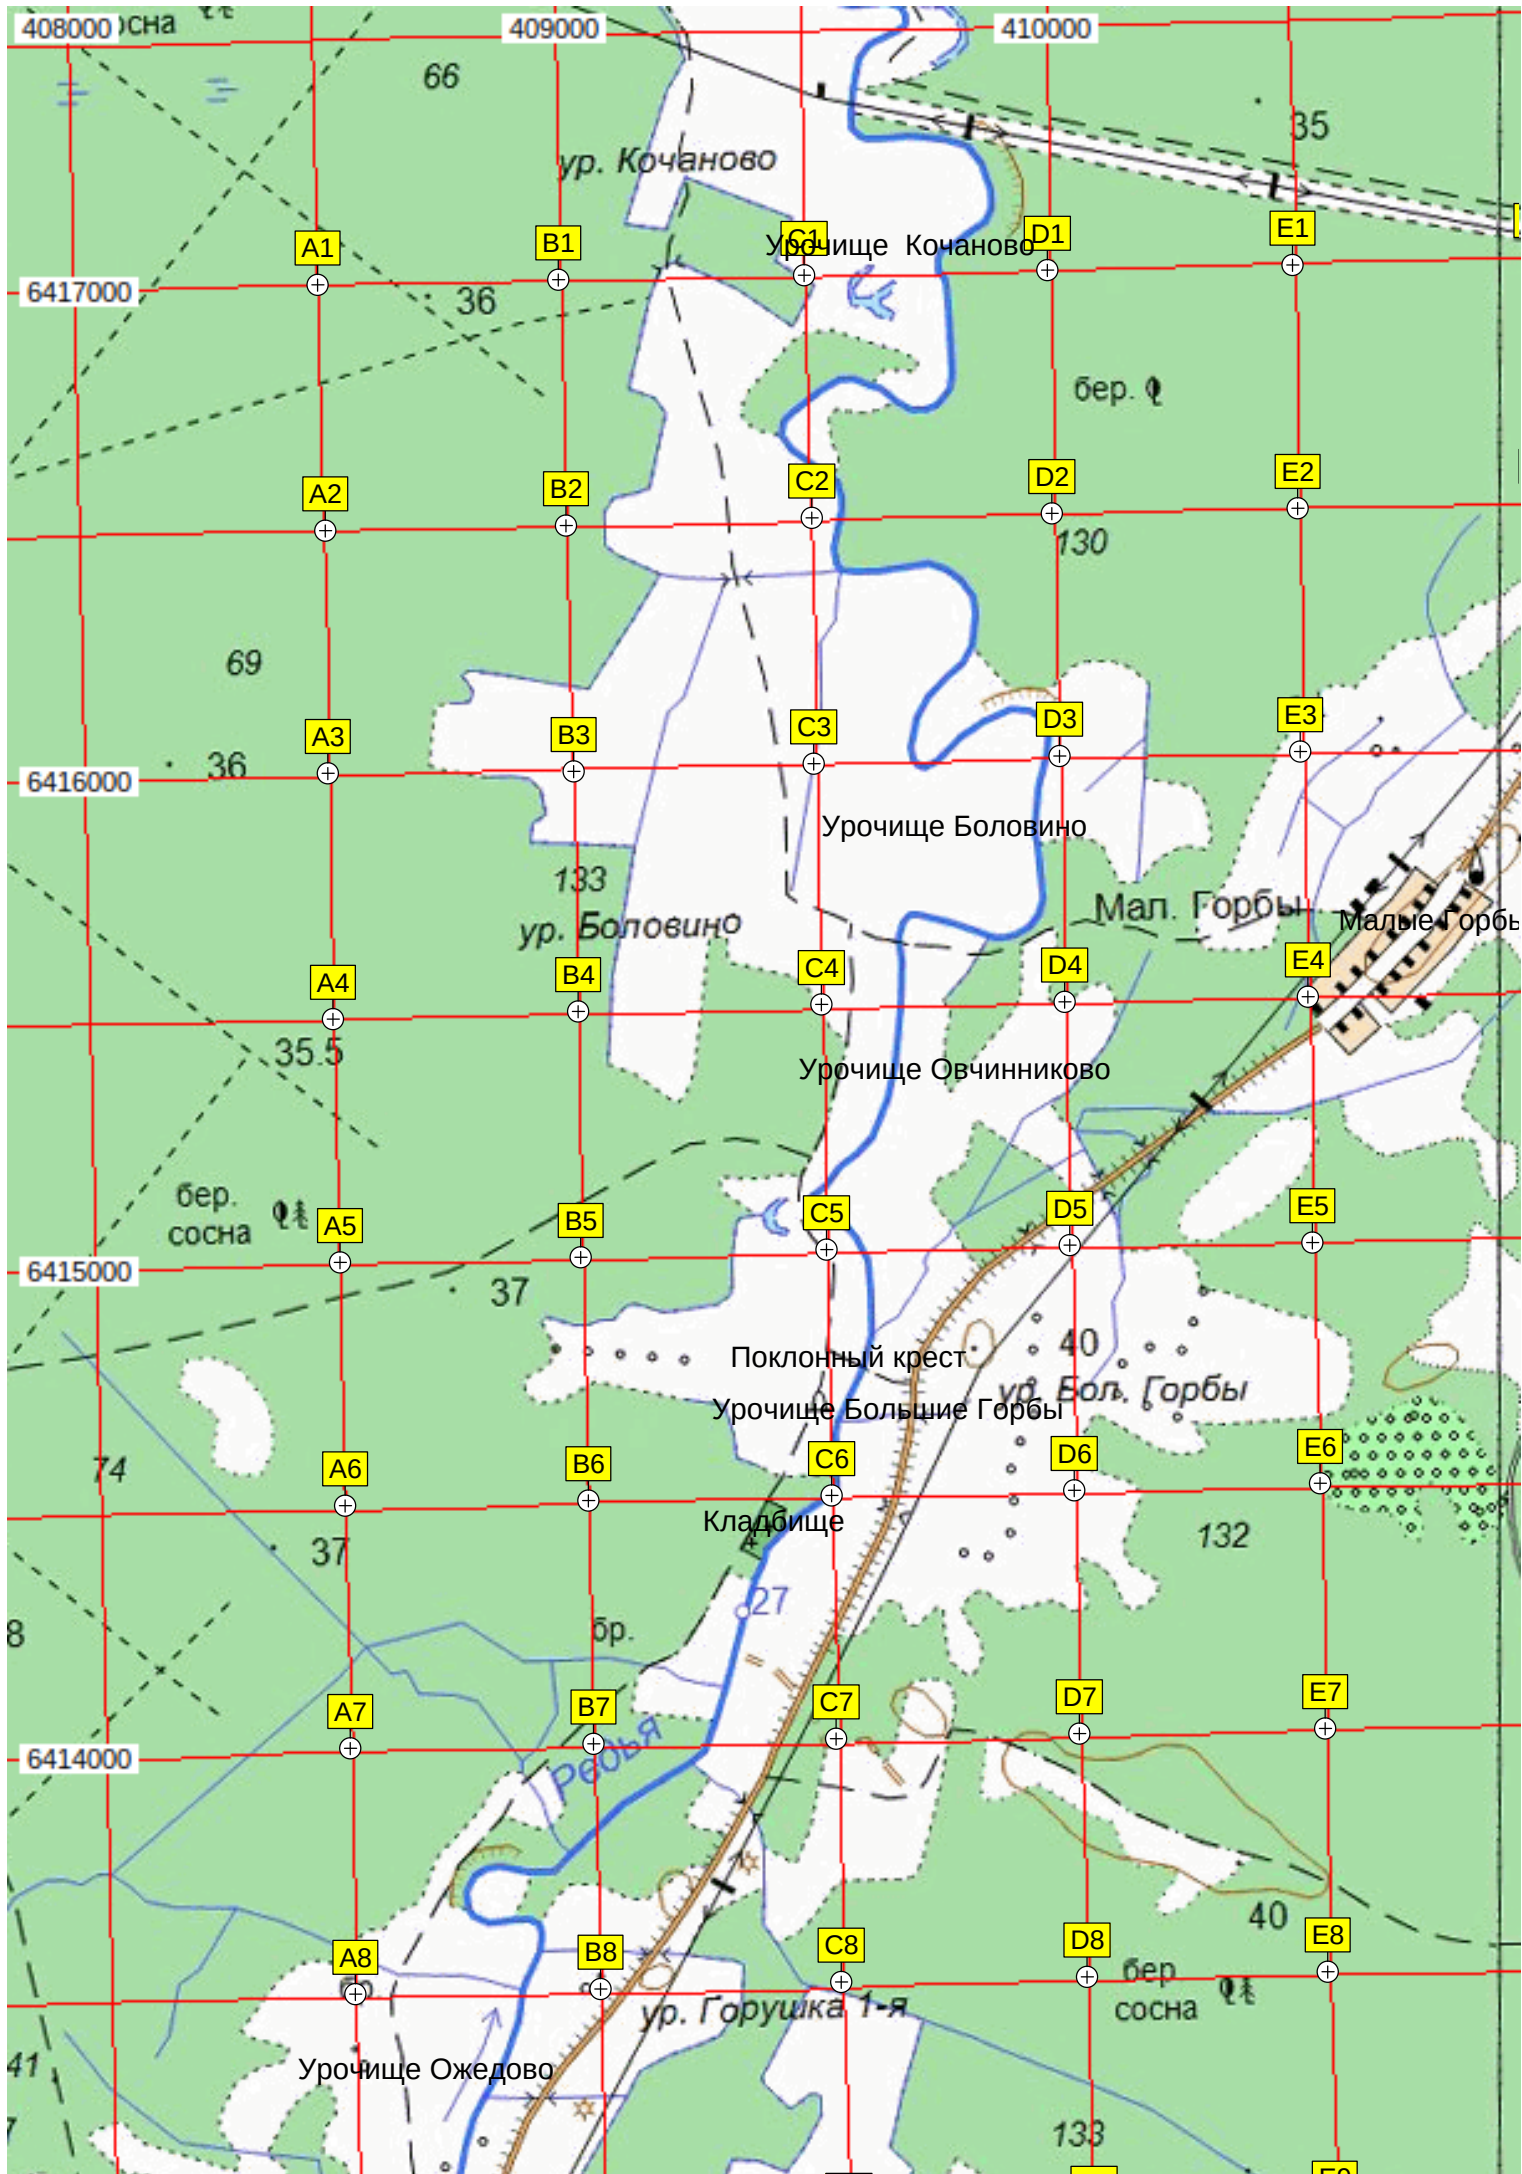 408000
осна
409000
410000
66
35
ур. Кочаново
A1
B1
C1
Урочище Кочаново
D1
E1
6417000
36
бер.
A2
B2
C2
D2
E2
130
69
A3
B3
C3
D3
E3
6416000
36
Урочище Боловино
133
ур. Боловино
Мал. Горбы
Малые Горбы
A4
B4
C4
D4
E4
35.5
Урочище Овчинниково
бер.
сосна
A5
B5
C5
D5
E5
6415000
37
40
Поклонный крест
ур. Бол. Горбы
Урочище Большие Горбы
74
A6
B6
C6
D6
E6
Кладбище
132
37
27
8
бр.
A7
B7
C7
D7
E7
Редья
6414000
40
A8
B8
C8
D8
E8
бер
сосна
ур. Горушка 1-я
Урочище Ожедово
41
133
E9